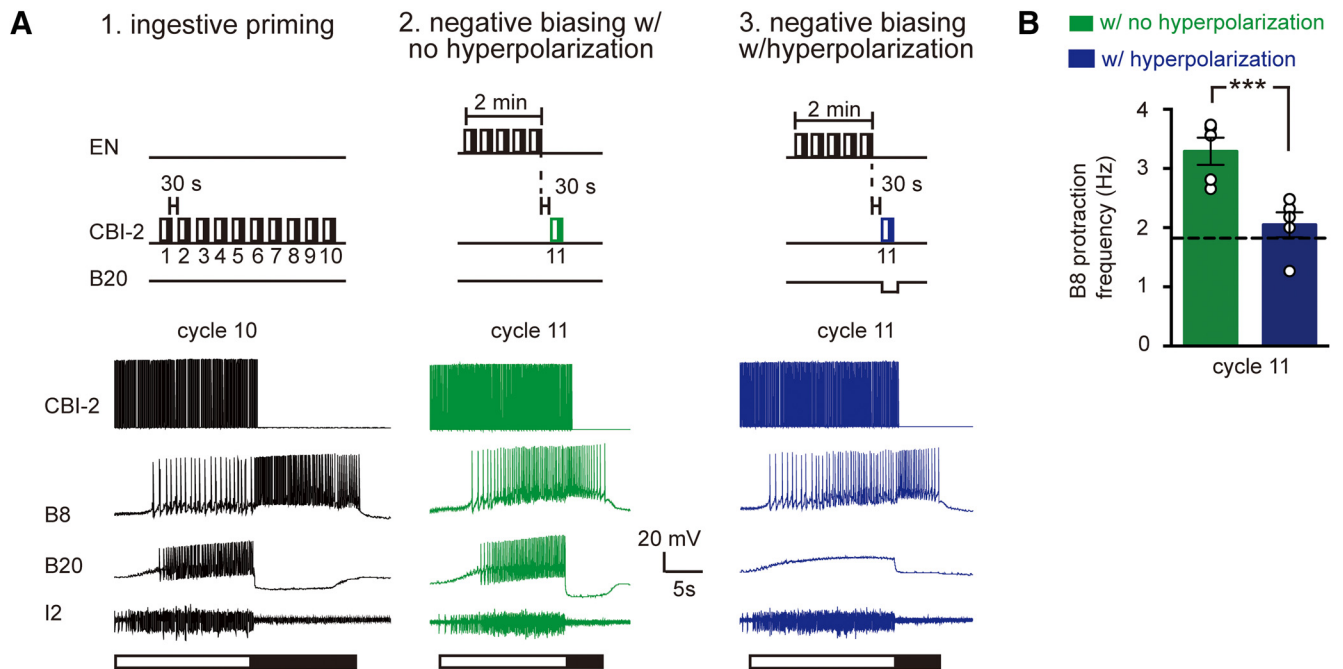 A
1. ingestive priming
2. negative biasing w/
no hyperpolarization
3. negative biasing
w/hyperpolarization
EN
2 min
2 min
30 s
30 s
30 s
CBI-2
1 2 3 4 5 6 7 8 9 10
11
11
B20
cycle 10
cycle 11
cycle 11
CBI-2
B8
B20
I2
20 mV
5s
B
w/ no hyperpolarization
w/ hyperpolarization
***
B8 protraction
frequency (Hz)
4
3
2
1
0
cycle 11